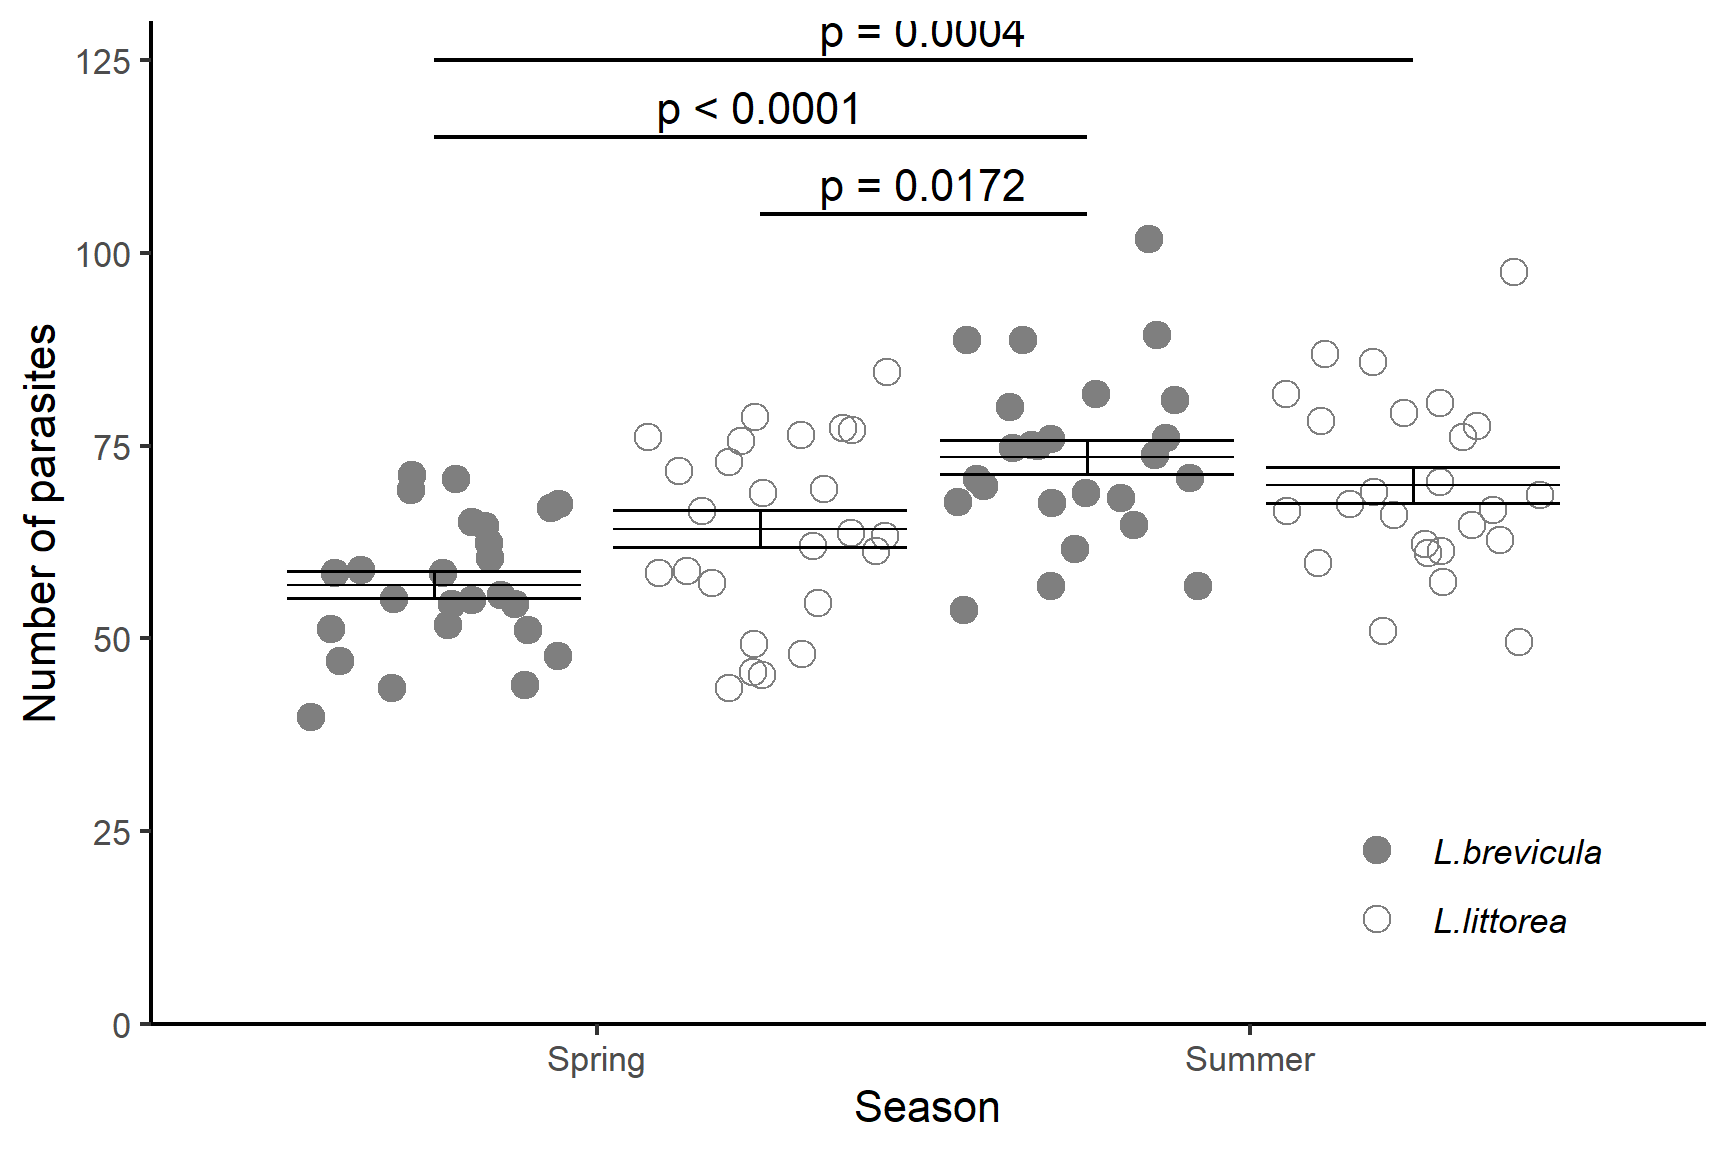 p = 0.0004
p < 0.0001
p = 0.0172
125
100
75
50
25
0
Number of parasites
L.brevicula
L.littorea
Spring
Summer
Season